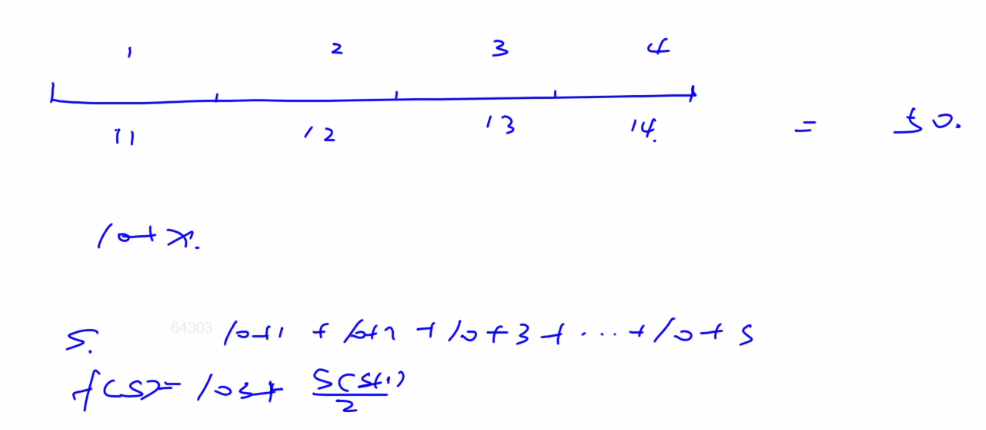 1 2 3 4
11 12 13 14. = 50.
10+x.
S. 10+1 + 10+2 + 10+3 + ... + 10+S
64303
f(S)= 10S+ S(S+1)/2